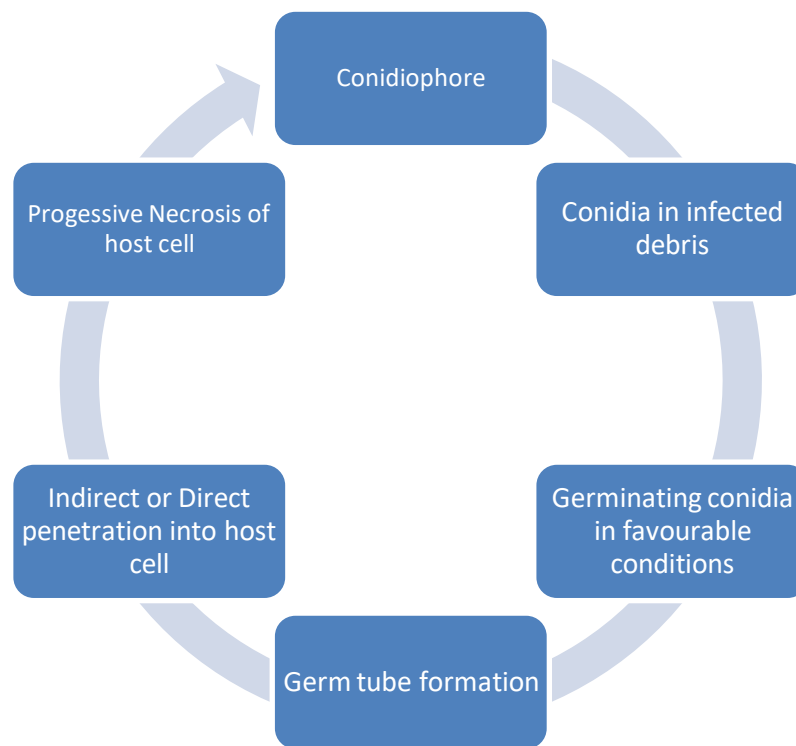 Conidiophore
Conidia in infected
debris
Germinating conidia
in favourable
conditions
Germ tube formation
Indirect or Direct
penetration into host
cell
Progessive Necrosis of
host cell